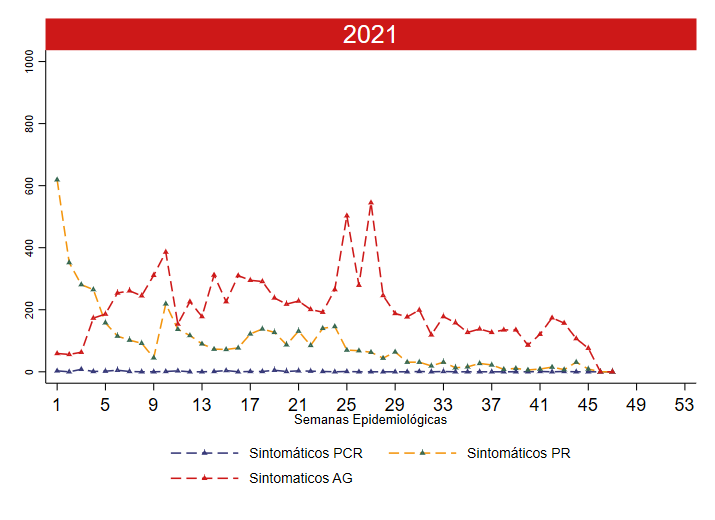 2021
1000
800
600
400
200
0
1 5 9 13 17 21 25 29 33 37 41 45 49 53
Semanas Epidemiológicas
Sintomáticos PCR Sintomáticos PR
Sintomaticos AG